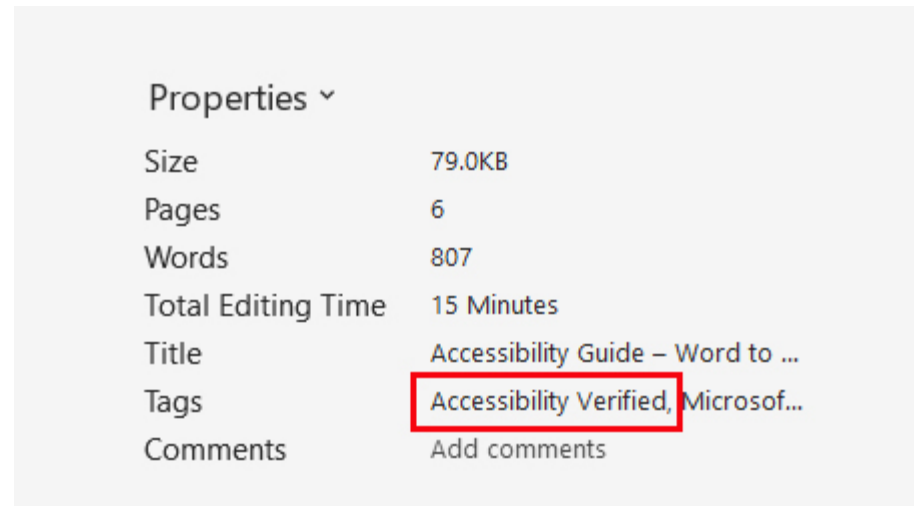 Properties
Size 79.0KB
Pages 6
Words 807
Total Editing Time 15 Minutes
Title Accessibility Guide – Word to ...
Tags Accessibility Verified, Microsof...
Comments Add comments